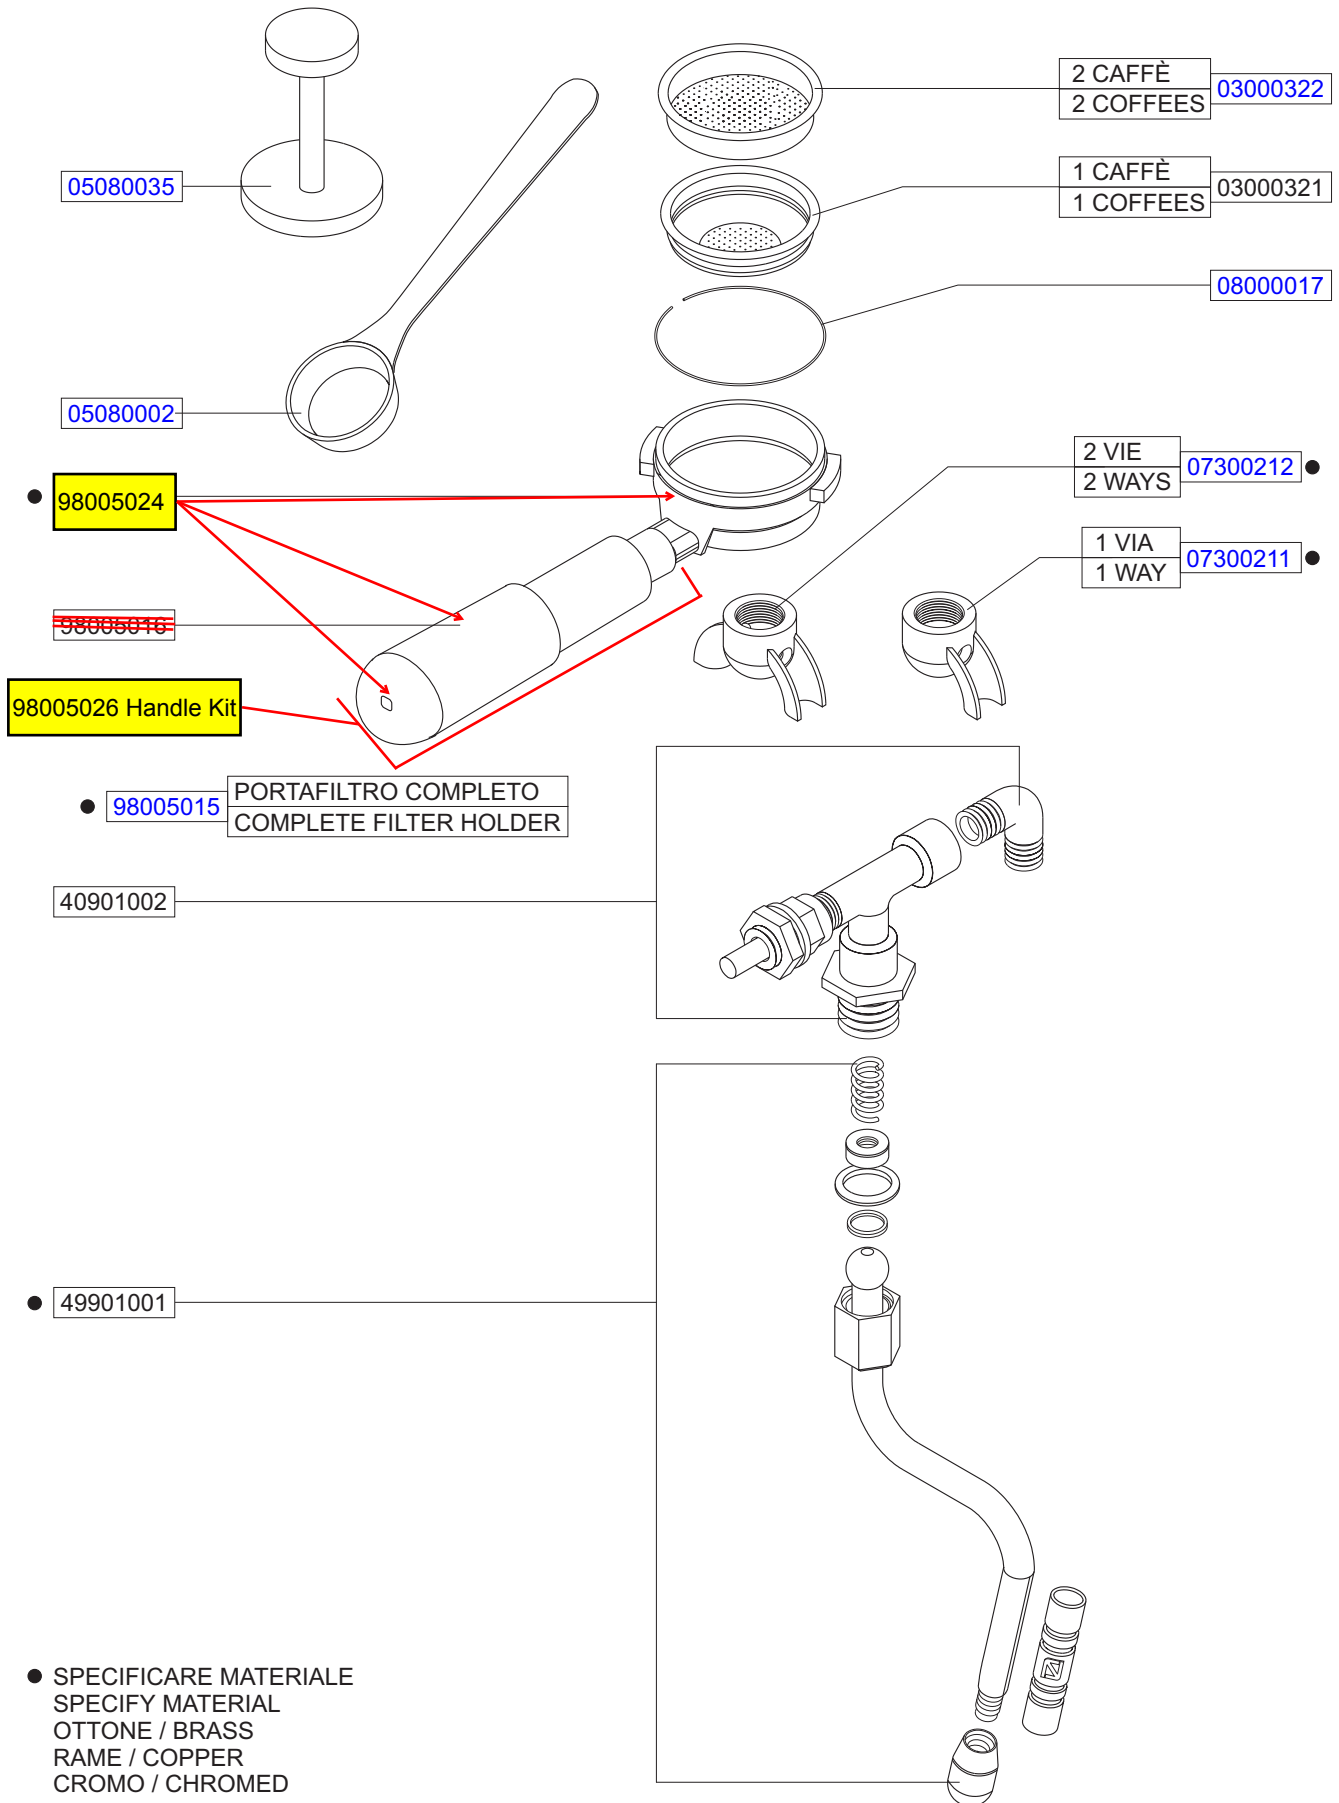 2 CAFFÈ
2 COFFEES
03000322
1 CAFFÈ
1 COFFEES
03000321
05080035
08000017
05080002
2 VIE
2 WAYS
07300212 ●
● 98005024
1 VIA
1 WAY
07300211 ●
98005016
98005026 Handle Kit
● 98005015
PORTAFILTRO COMPLETO
COMPLETE FILTER HOLDER
40901002
● 49901001
● SPECIFICARE MATERIALE
SPECIFY MATERIAL
OTTONE / BRASS
RAME / COPPER
CROMO / CHROMED